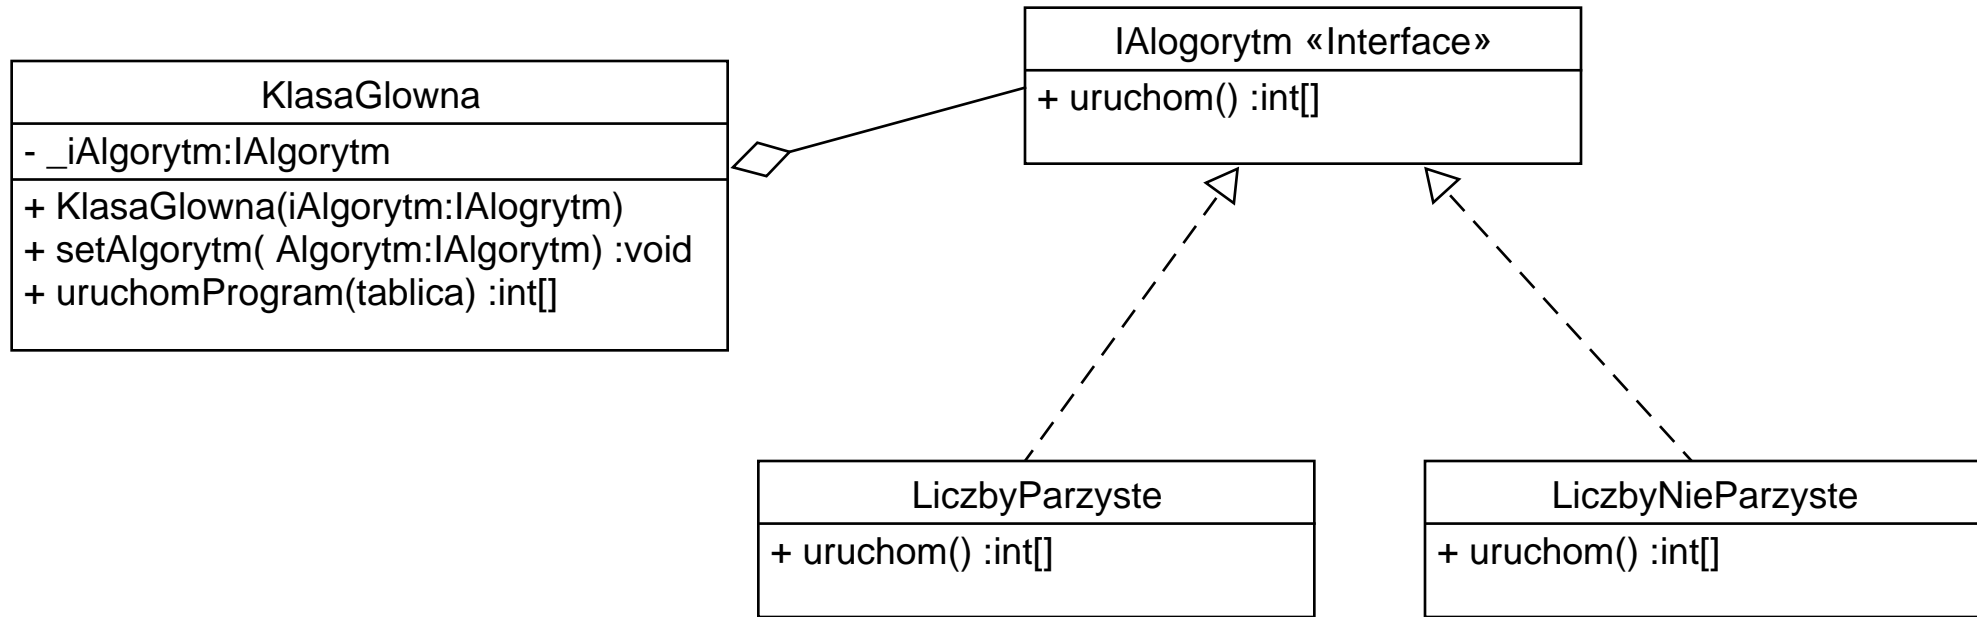 KlasaGlowna
- _iAlgorytm:IAlgorytm
+ KlasaGlowna(iAlgorytm:IAlogrytm)
+ setAlgorytm( Algorytm:IAlgorytm) :void
+ uruchomProgram(tablica) :int[]
IAlogorytm «Interface»
+ uruchom() :int[]
LiczbyParzyste
+ uruchom() :int[]
LiczbyNieParzyste
+ uruchom() :int[]